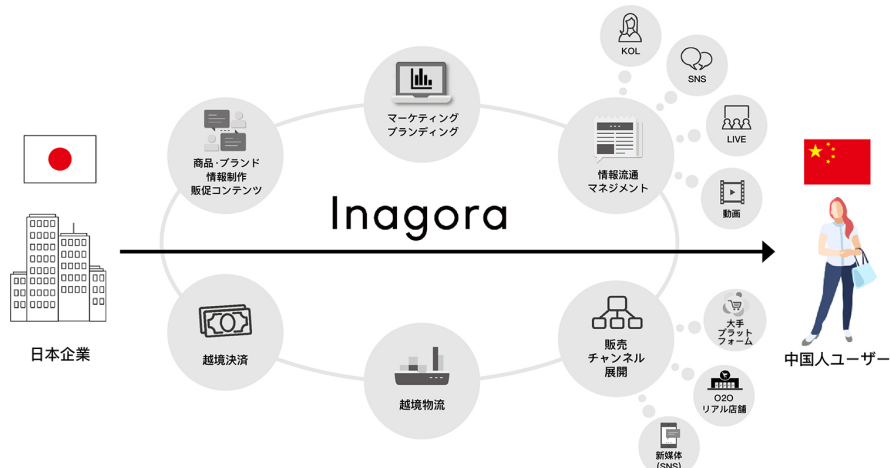 KOL
SNS
LIVE
動画
マーケティング
ブランディング
商品・ブランド
情報制作
販促コンテンツ
情報流通
マネジメント
Inagora
日本企業
中国人ユーザー
越境決済
越境物流
販売
チャンネル
展開
大手
プラット
フォーム
O2O
リアル店舗
新媒体
(SNS)